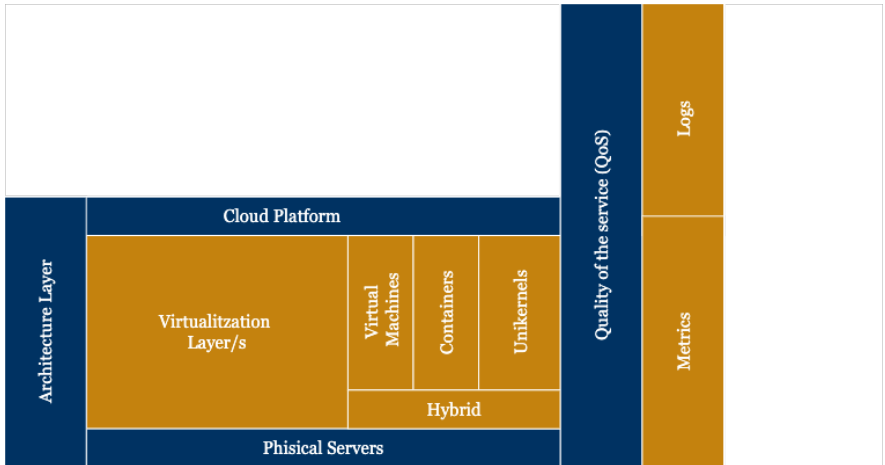 Architecture Layer
Cloud Platform
Virtualitzation
Layer/s
Virtual
Machines
Containers
Unikernels
Hybrid
Phisical Servers
Quality of the service (QoS)
Logs
Metrics